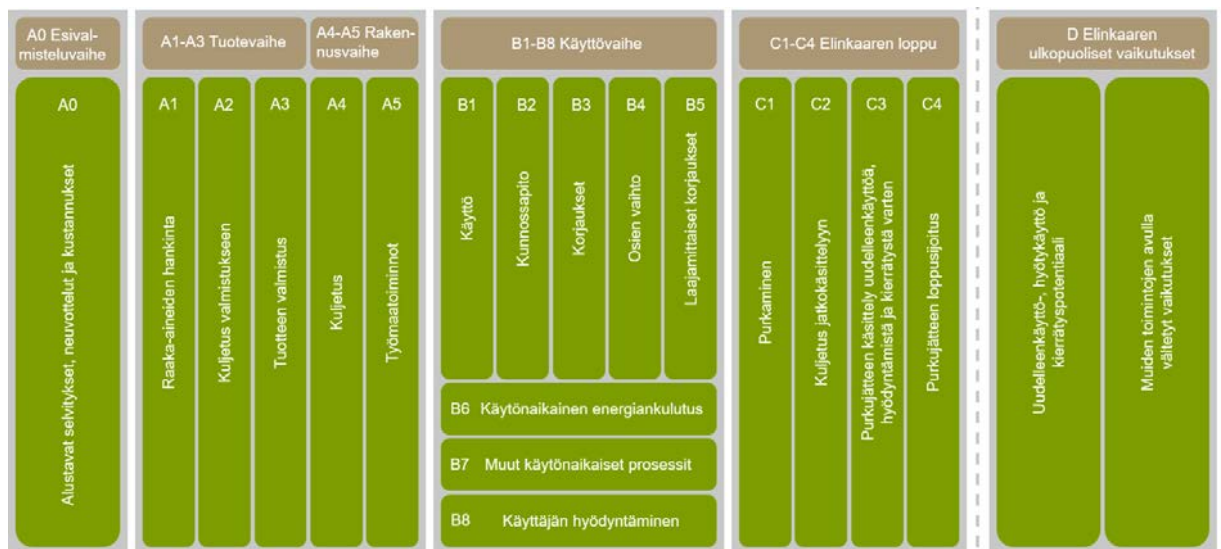 A0 Esival-
misteluvaihe
A0
Alustavat selvitykset, neuvottelut ja kustannukset
A1-A3 Tuotevaihe
A1
Raaka-aineiden hankinta
A2
Kuljetus valmistukseen
A3
Tuotteen valmistus
A4-A5 Raken-
nusvaihe
A4
Kuljetus
A5
Työmaatoiminnot
B1-B8 Käyttövaihe
B1
Käyttö
B2
Kunnossapito
B3
Korjaukset
B4
Osien vaihto
B5
Laajamittaiset korjaukset
B6 Käytönaikainen energiankulutus
B7 Muut käytönaikaiset prosessit
B8 Käyttäjän hyödyntäminen
C1-C4 Elinkaaren loppu
C1
Purkaminen
C2
Kuljetus jatkokäsittelyyn
C3
Purkujätteen käsittely uudelleenkäyttöä,
hyödyntämistä ja kierrätystä varten
C4
Purkujätteen loppusijoitus
D Elinkaaren
ulkopuoliset vaikutukset
Uudelleenkäyttö-, hyötykäyttö ja
kierrätyspotentiaali
Muiden toimintojen avulla
vältetyt vaikutukset